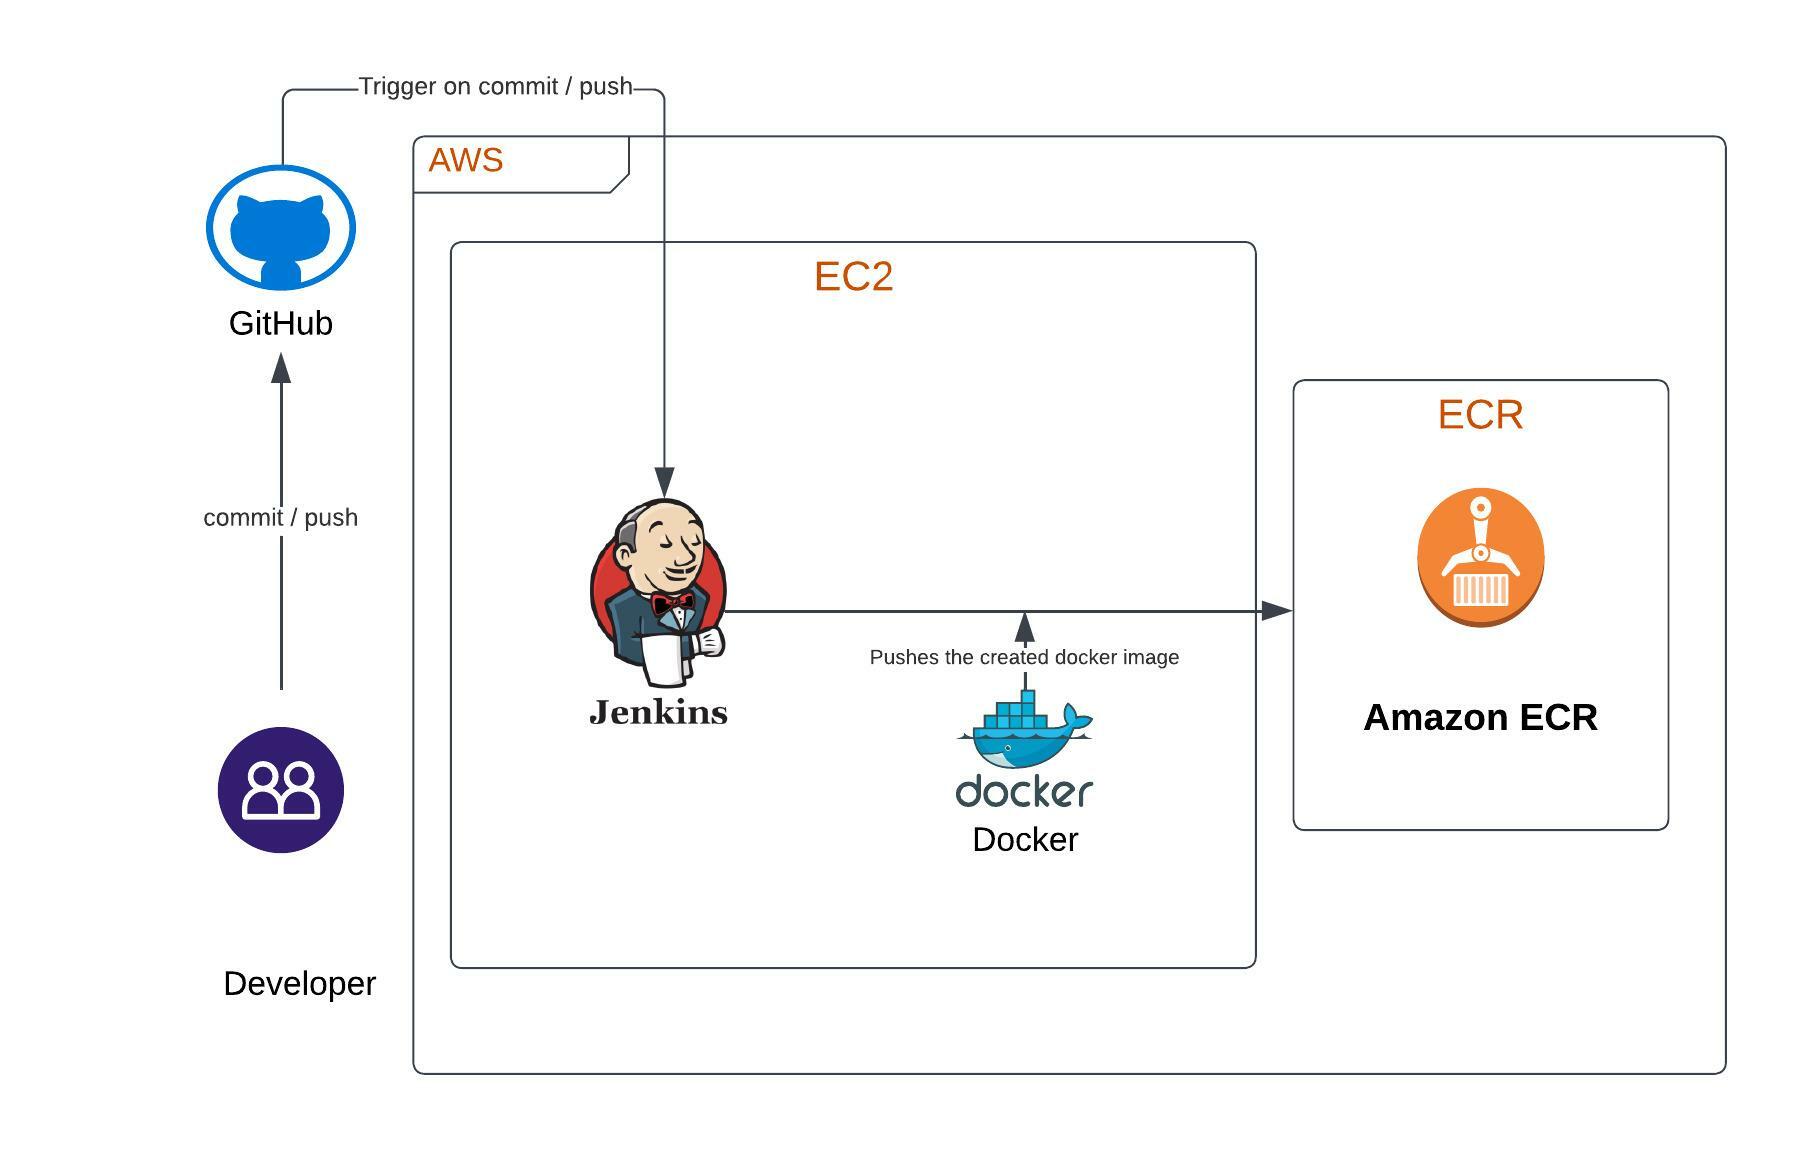 Trigger on commit / push
AWS
EC2
GitHub
ECR
commit / push
Pushes the created docker image
Jenkins
Amazon ECR
docker
Docker
Developer